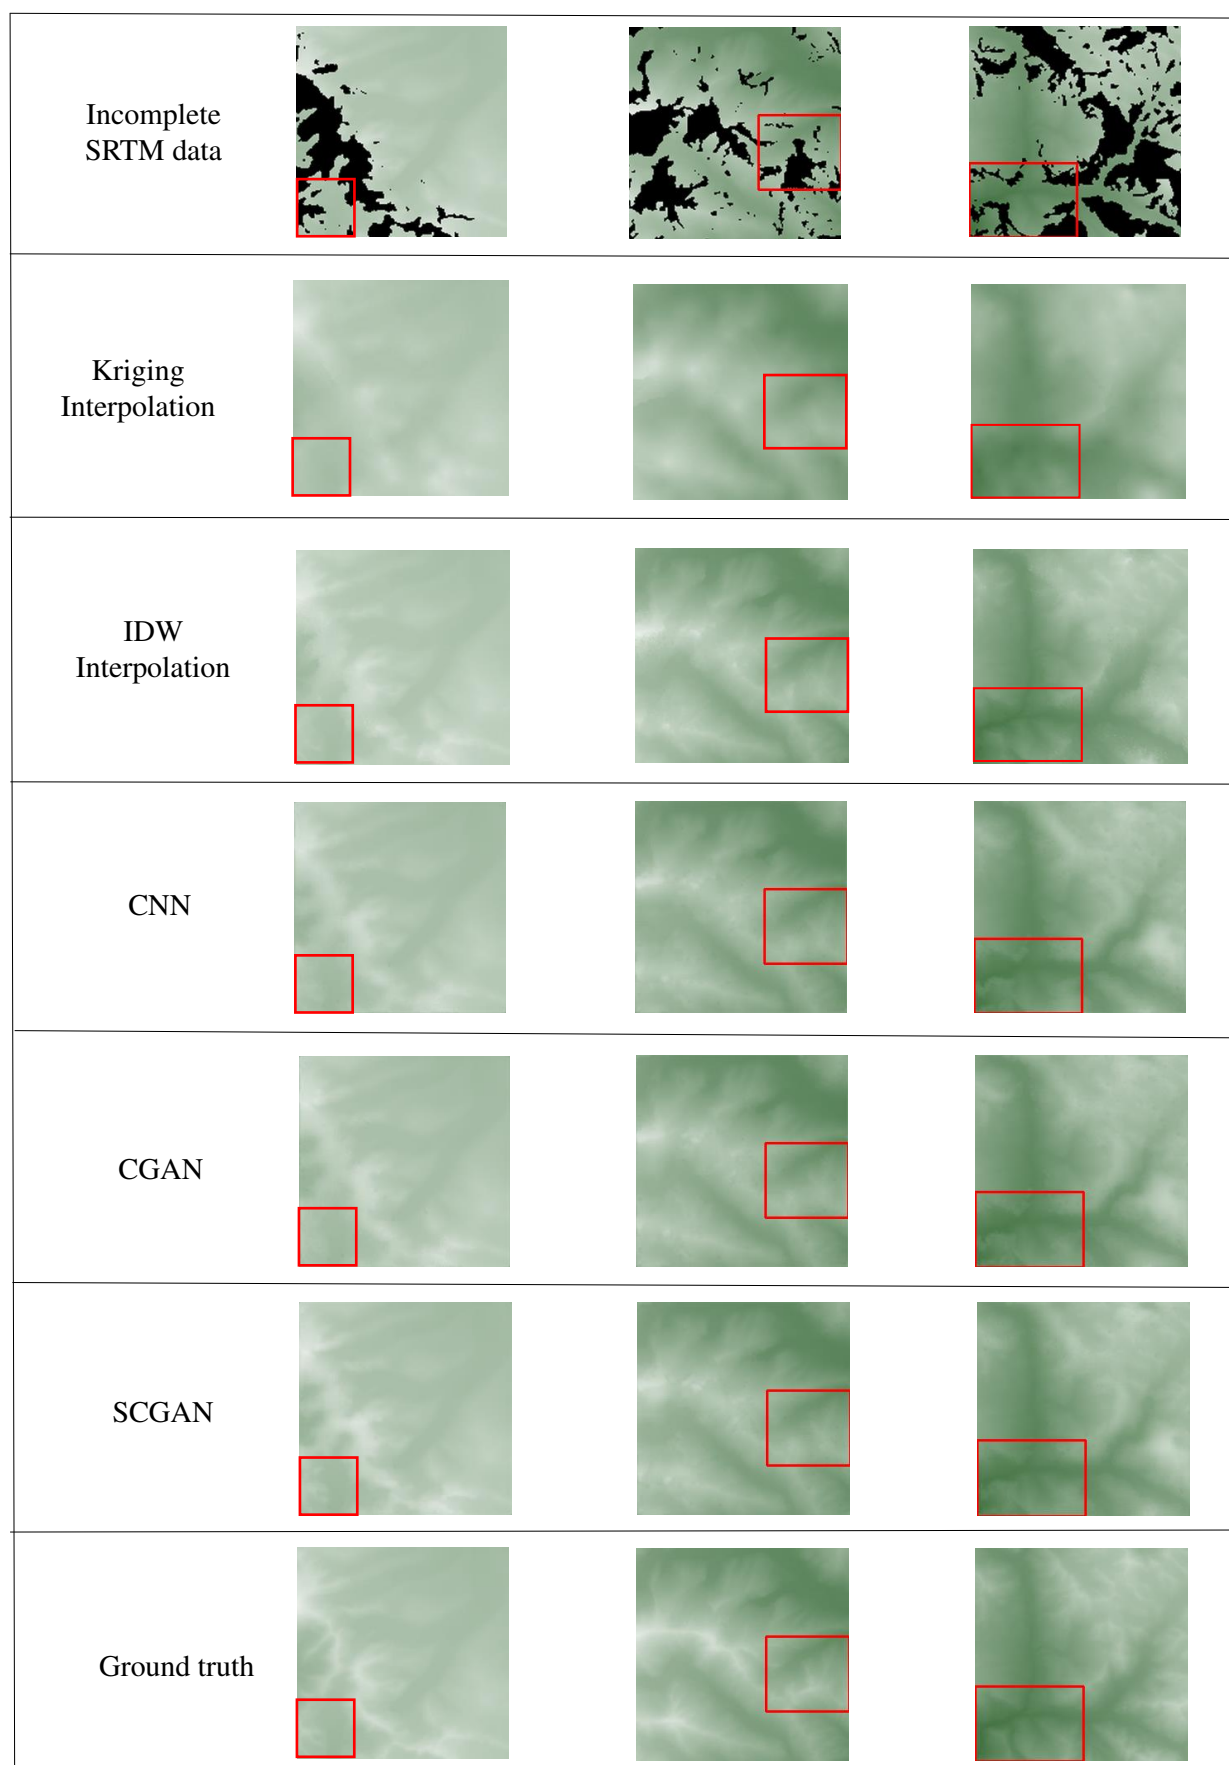 Incomplete
SRTM data
Kriging
Interpolation
IDW
Interpolation
CNN
CGAN
SCGAN
Ground truth